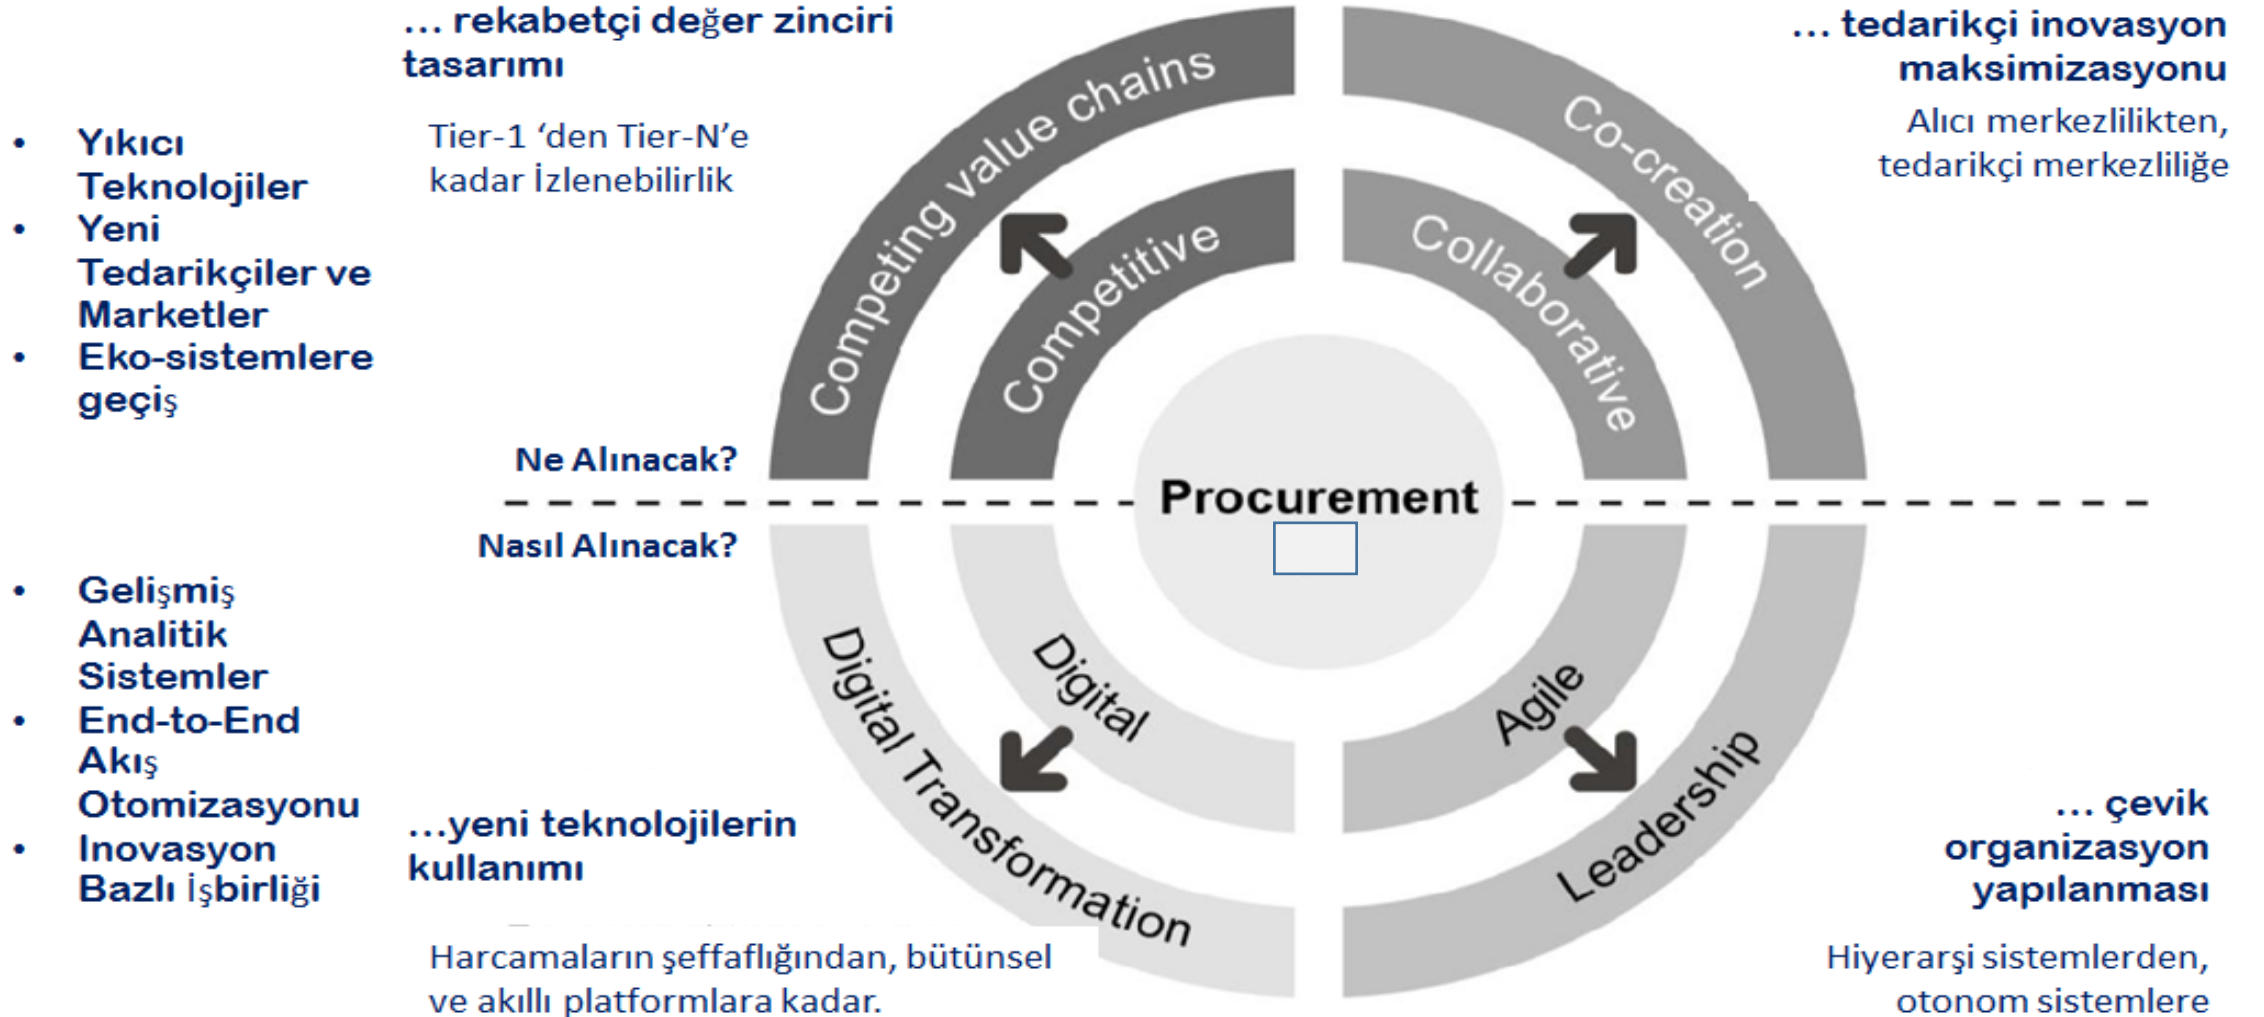 … rekabetçi değer zinciri
tasarımı
Tier-1 ‘den Tier-N’e
kadar İzlenebilirlik
… tedarikçi inovasyon
maksimizasyonu
Alıcı merkezlilikten,
tedarikçi merkezliliğe
• Yıkıcı
Teknolojiler
• Yeni
Tedarikçiler ve
Marketler
• Eko-sistemlere
geçiş
Competing value chains
Competitive
Co-creation
Collaborative
Ne Alınacak?
Procurement
Nasıl Alınacak?
Digital
Digital Transformation
Agile
Leadership
• Gelişmiş
Analitik
Sistemler
• End-to-End
Akış
Otomizasyonu
• Inovasyon
Bazlı İşbirliği
…yeni teknolojilerin
kullanımı
Harcamaların şeffaflığından, bütünsel
ve akıllı platformlara kadar.
… çevik
organizasyon
yapılanması
Hiyerarşi sistemlerden,
otonom sistemlere